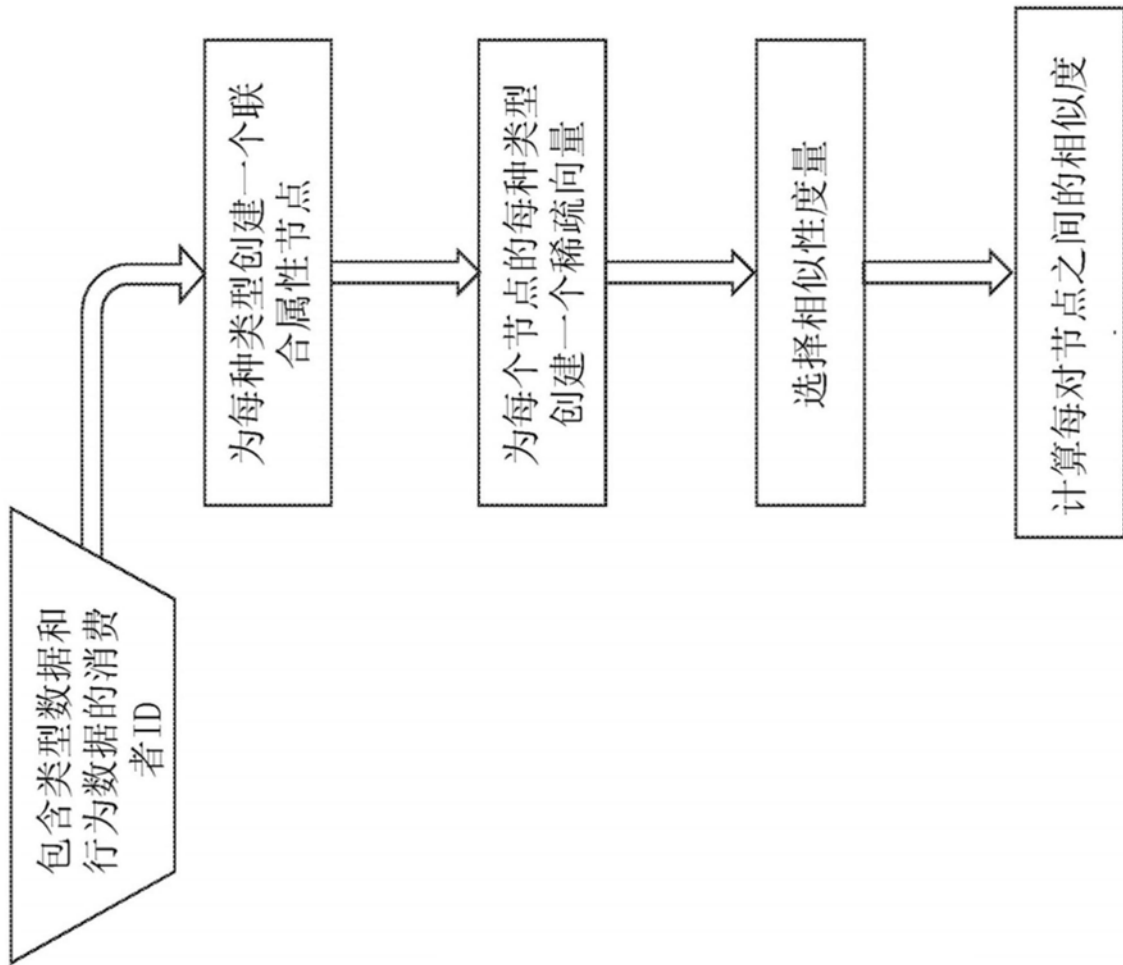 包含类型数据和
行为数据的消费
者ID
为每种类型创建一个联
合属性节点
为每个节点的每种类型
创建一个稀疏向量
选择相似性度量
计算每对节点之间的相似度